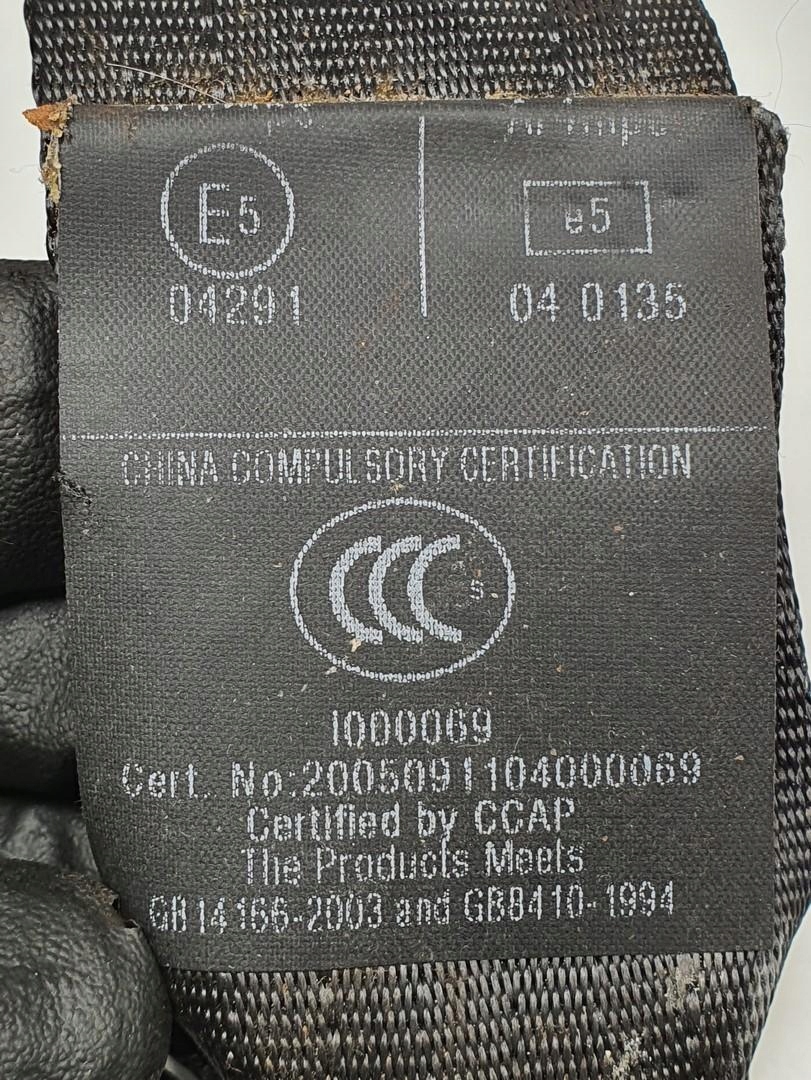 E5
e5
04291
04 0135
CHINA COMPULSORY CERTIFICATION
CCC S
I000069
Cert. No:2005091104000069
Certified by CCAP
The Products Meets
GB14166-2003 and GB8410-1994